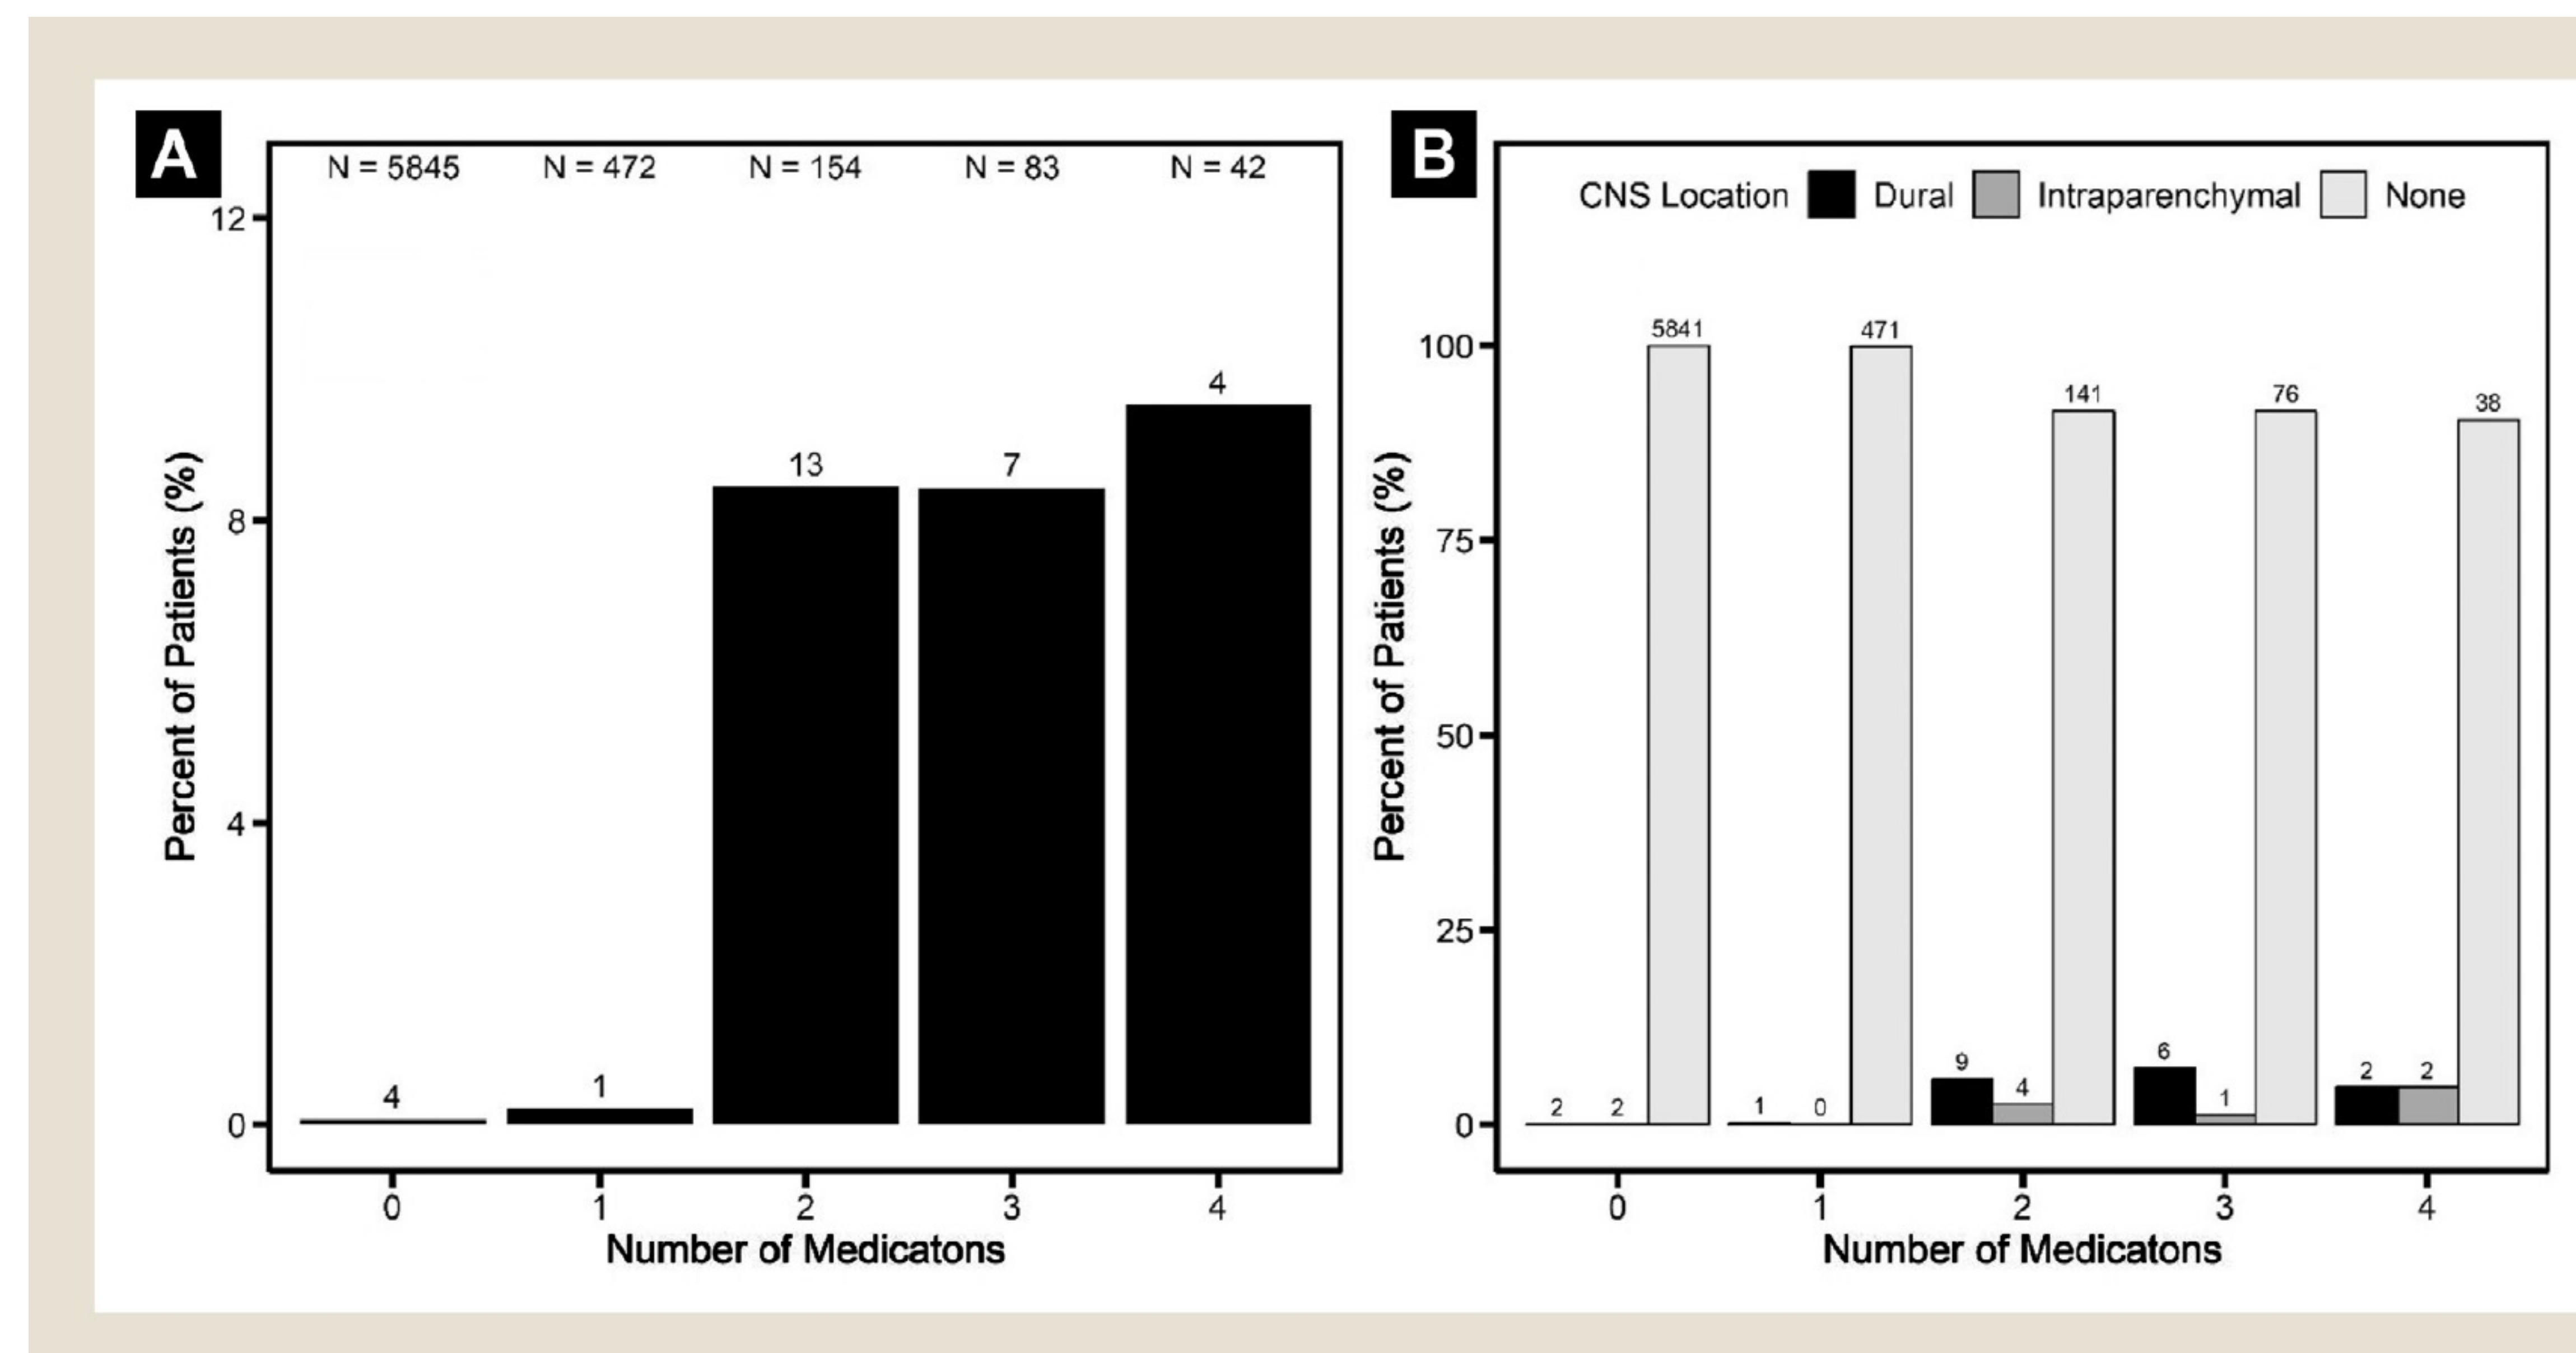 A
N = 5845 N = 472 N = 154 N = 83 N = 42
12
8
4
0
Percent of Patients (%)
4
1
13
7
4
0 1 2 3 4
Number of Medicatons
B
CNS Location Dural Intraparenchymal None
100
75
50
25
0
Percent of Patients (%)
2 2 5841
1 0 471
9 4 141
6 1 76
2 2 38
0 1 2 3 4
Number of Medicatons